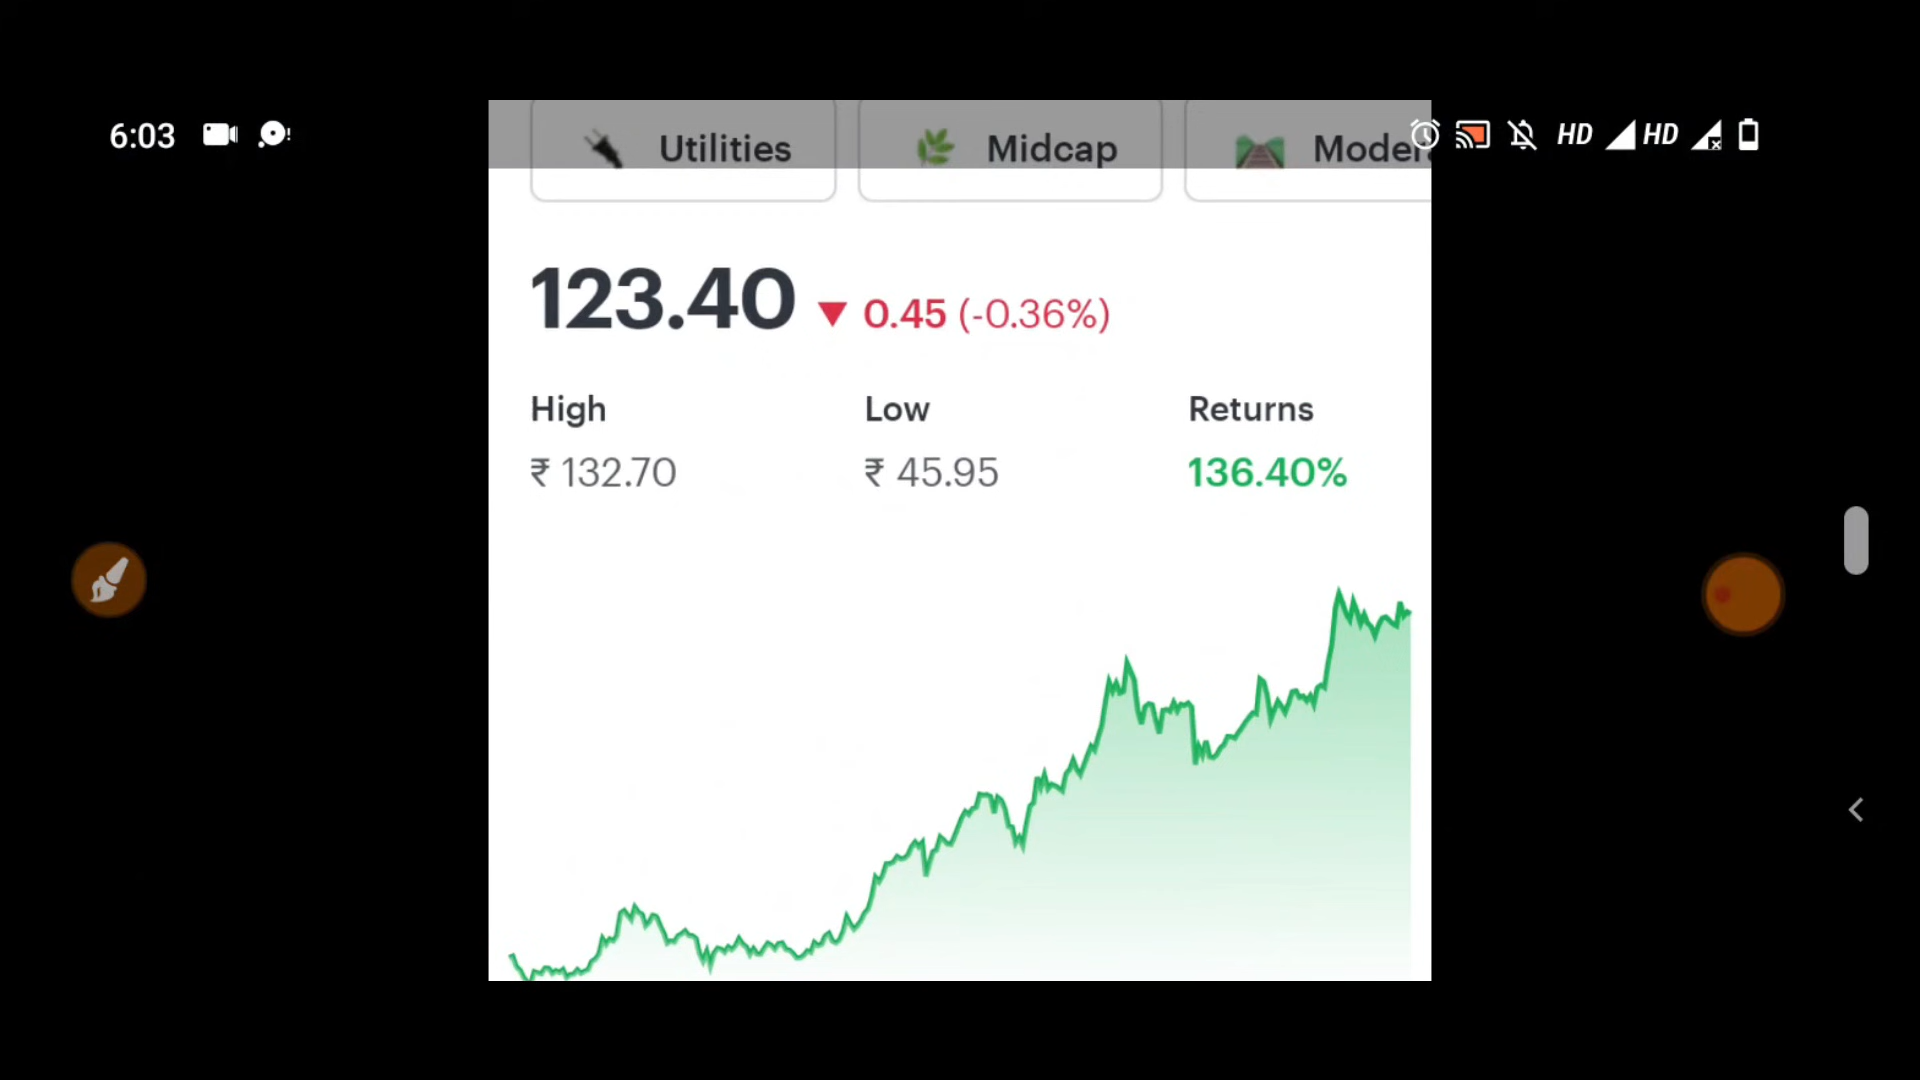 6:03
HD HD
Utilities Midcap Moder
123.40 ▼ 0.45 (-0.36%)
High Low Returns
₹ 132.70 ₹ 45.95 136.40%